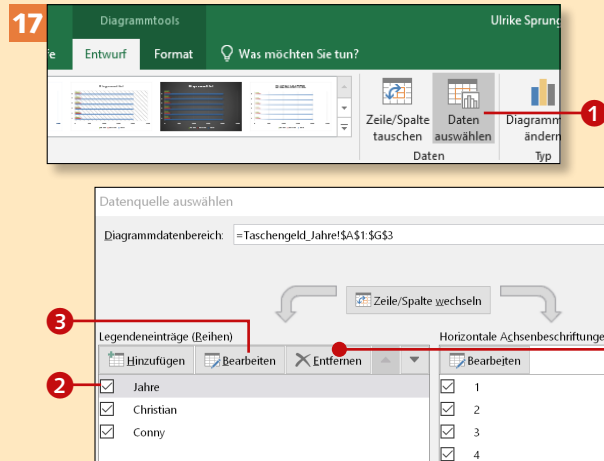 17
Diagrammtools
Ulrike Sprung
Entwurf Format Was möchten Sie tun?
Zeile/Spalte tauschen
Daten auswählen
Diagramm ändern
Daten
Typ
1
Datenquelle auswählen
Diagrammdatenbereich: =Taschengeld_Jahre!$A$1:$G$3
Zeile/Spalte wechseln
3
Legendeneinträge (Reihen)
Hinzufügen Bearbeiten Entfernen
2
Jahre
Christian
Conny
Horizontale Achsenbeschriftunge
Bearbeiten
1
2
3
4